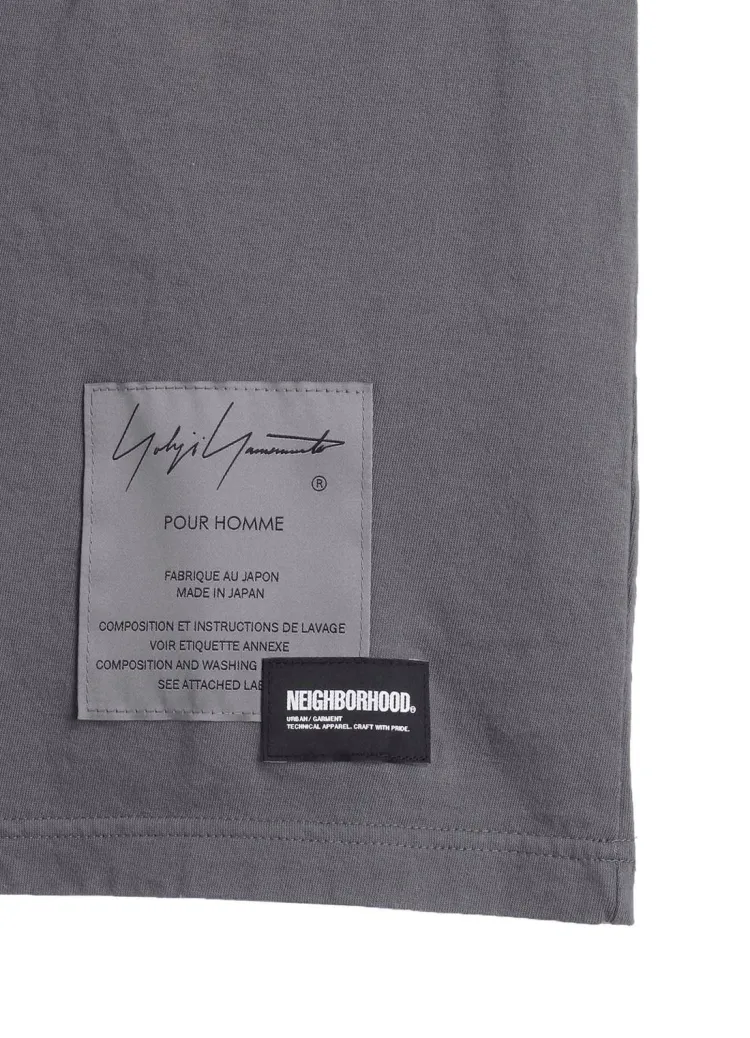 Yohji Yamamoto
®
POUR HOMME
FABRIQUE AU JAPON
MADE IN JAPAN
COMPOSITION ET INSTRUCTIONS DE LAVAGE
VOIR ETIQUETTE ANNEXE
COMPOSITION AND WASHING
SEE ATTACHED
NEIGHBORHOOD®
URBAN / GARMENT
TECHNICAL APPAREL. CRAFT WITH PRIDE.